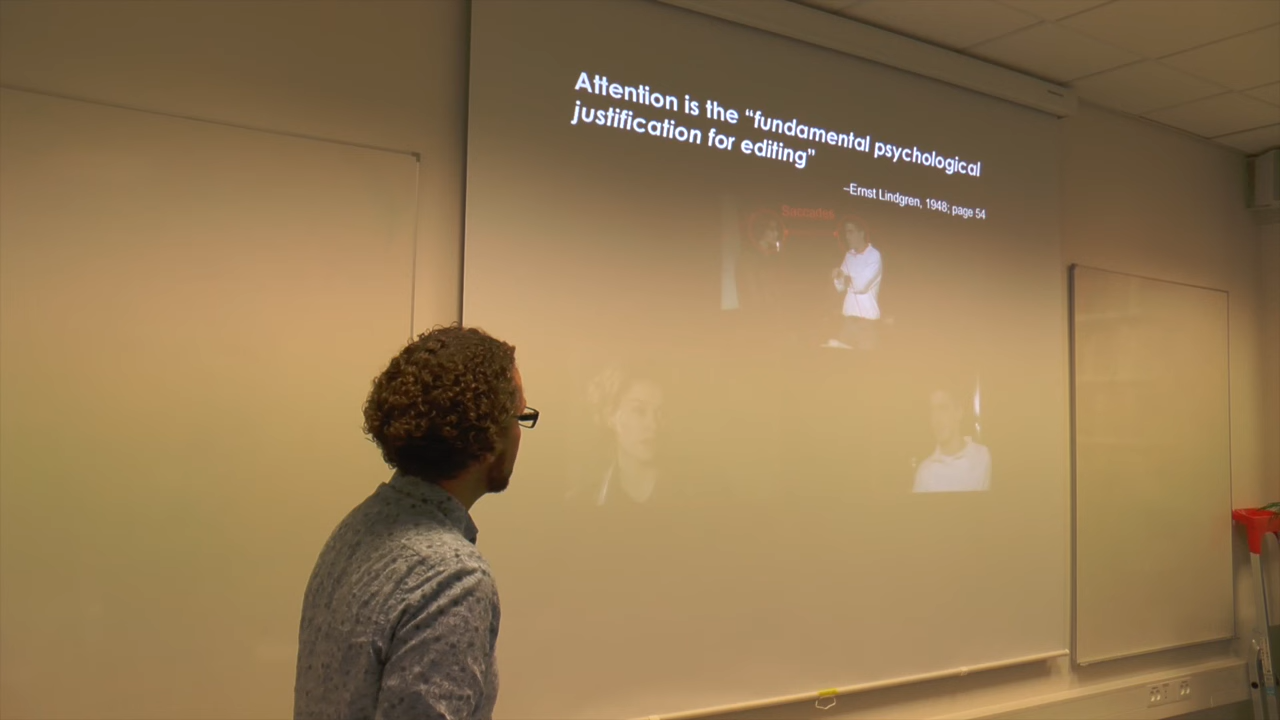 Attention is the “fundamental psychological
justification for editing”
–Ernst Lindgren, 1948; page 54
Saccades